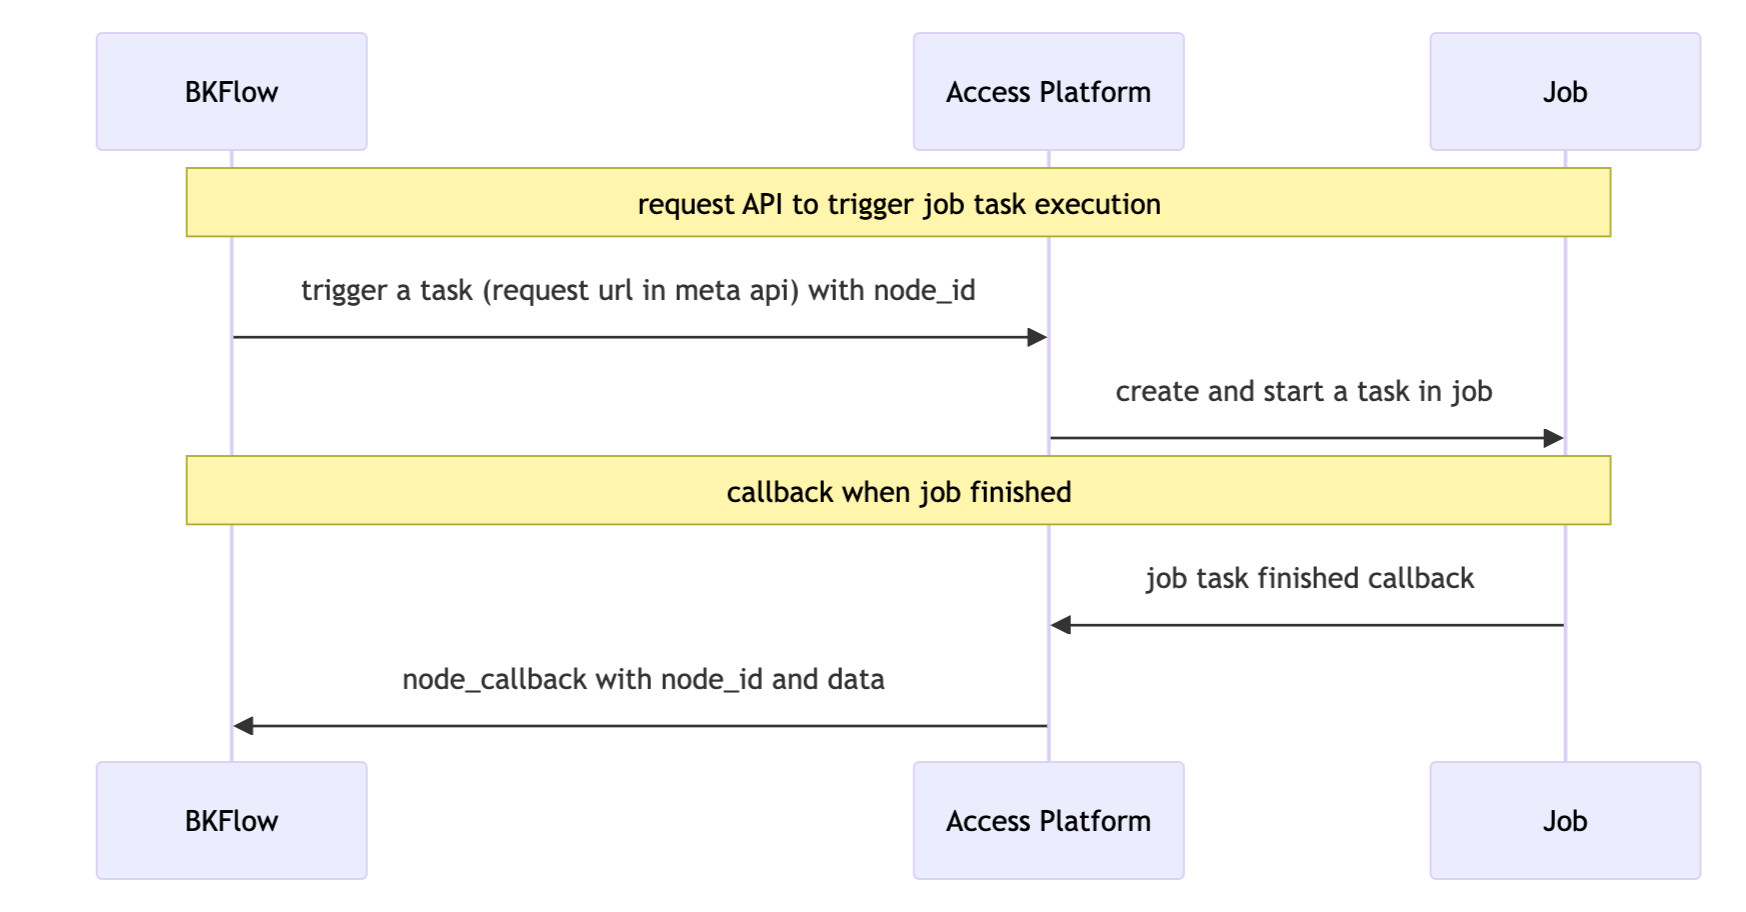 BKFlow
Access Platform
Job
request API to trigger job task execution
trigger a task (request url in meta api) with node_id
create and start a task in job
callback when job finished
job task finished callback
node_callback with node_id and data
BKFlow
Access Platform
Job